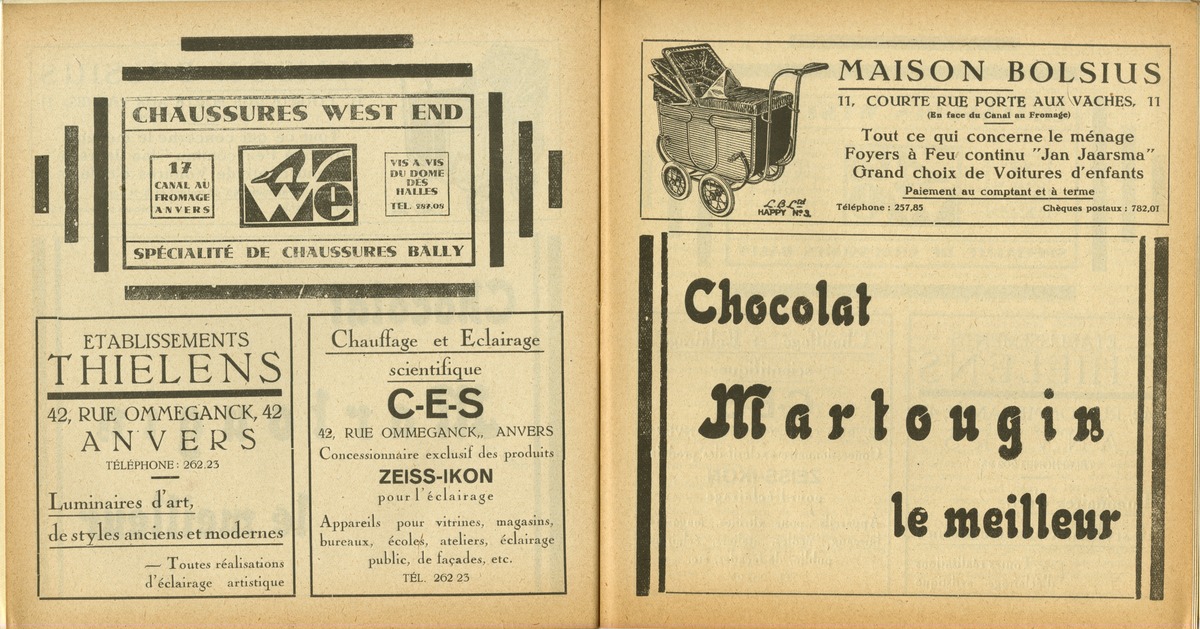 CHAUSSURES WEST END
17
CANAL AU
FROMAGE
ANVERS
We
VIS A VIS
DU DOME
DES
HALLES
TEL. 287.08
SPÉCIALITÉ DE CHAUSSURES BALLY
ETABLISSEMENTS
THIELENS
42, RUE OMMEGANCK, 42
ANVERS
TÉLÉPHONE : 262.23
Luminaires d'art,
de styles anciens et modernes
— Toutes réalisations
d'éclairage artistique
Chauffage et Eclairage
scientifique
C-E-S
42, RUE OMMEGANCK,, ANVERS
Concessionnaire exclusif des produits
ZEISS-IKON
pour l'éclairage
Appareils pour vitrines, magasins,
bureaux, écoles, ateliers, éclairage
public, de façades, etc.
TÉL. 262 23
MAISON BOLSIUS
11, COURTE RUE PORTE AUX VACHES, 11
(En face du Canal au Fromage)
Tout ce qui concerne le ménage
Foyers à Feu continu "Jan Jaarsma"
Grand choix de Voitures d'enfants
Paiement au comptant et à terme
Téléphone : 257,85 Chèques postaux : 782,01
L.B.Ltd
HAPPY No 3.
Chocolat
Martougin
le meilleur